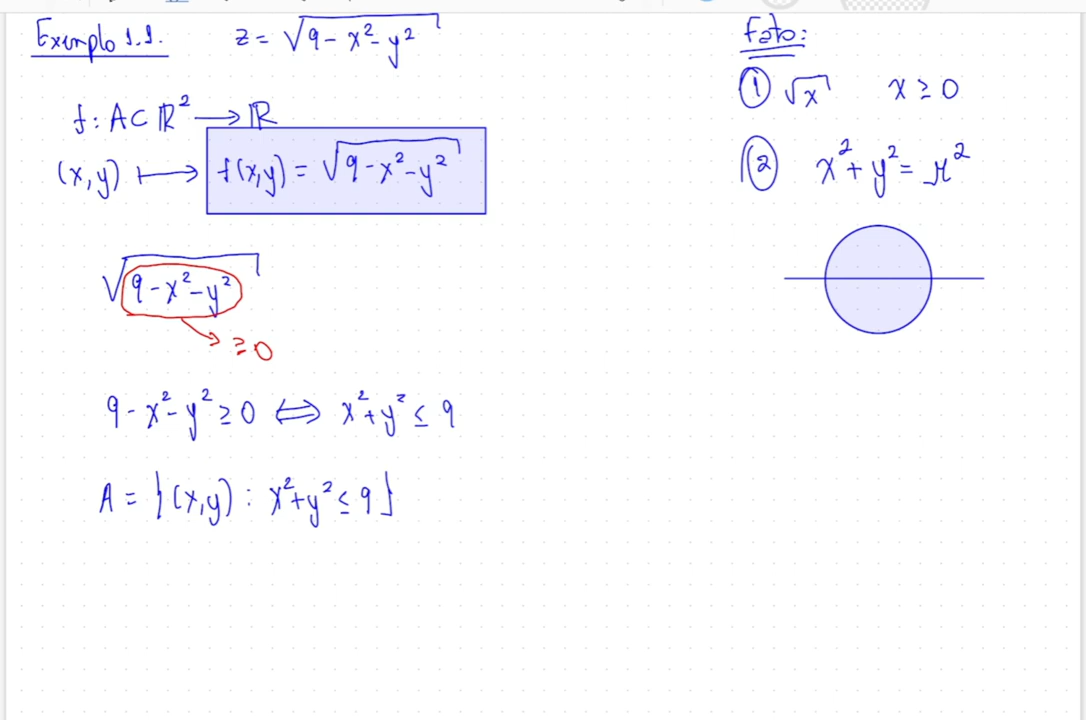 Exemplo 1.1. z = √(9 - x² - y²)
f: A ⊂ ℝ² ⟶ ℝ
(x,y) ⟼ f(x,y) = √(9 - x² - y²)
√(9 - x² - y²)
≥ 0
9 - x² - y² ≥ 0 ⟺ x² + y² ≤ 9
A = {(x,y) : x² + y² ≤ 9}
Fato:
① √x x ≥ 0
② x² + y² = r²